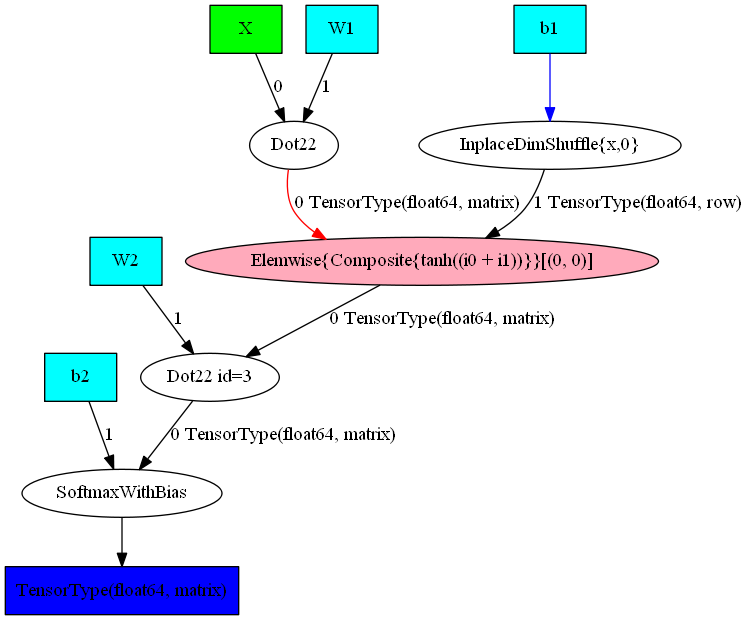 X
W1
b1
0
1
Dot22
InplaceDimShuffle{x,0}
0 TensorType(float64, matrix)
1 TensorType(float64, row)
W2
Elemwise{Composite{tanh((i0 + i1))}}[(0, 0)]
1
0 TensorType(float64, matrix)
b2
Dot22 id=3
1
0 TensorType(float64, matrix)
SoftmaxWithBias
TensorType(float64, matrix)